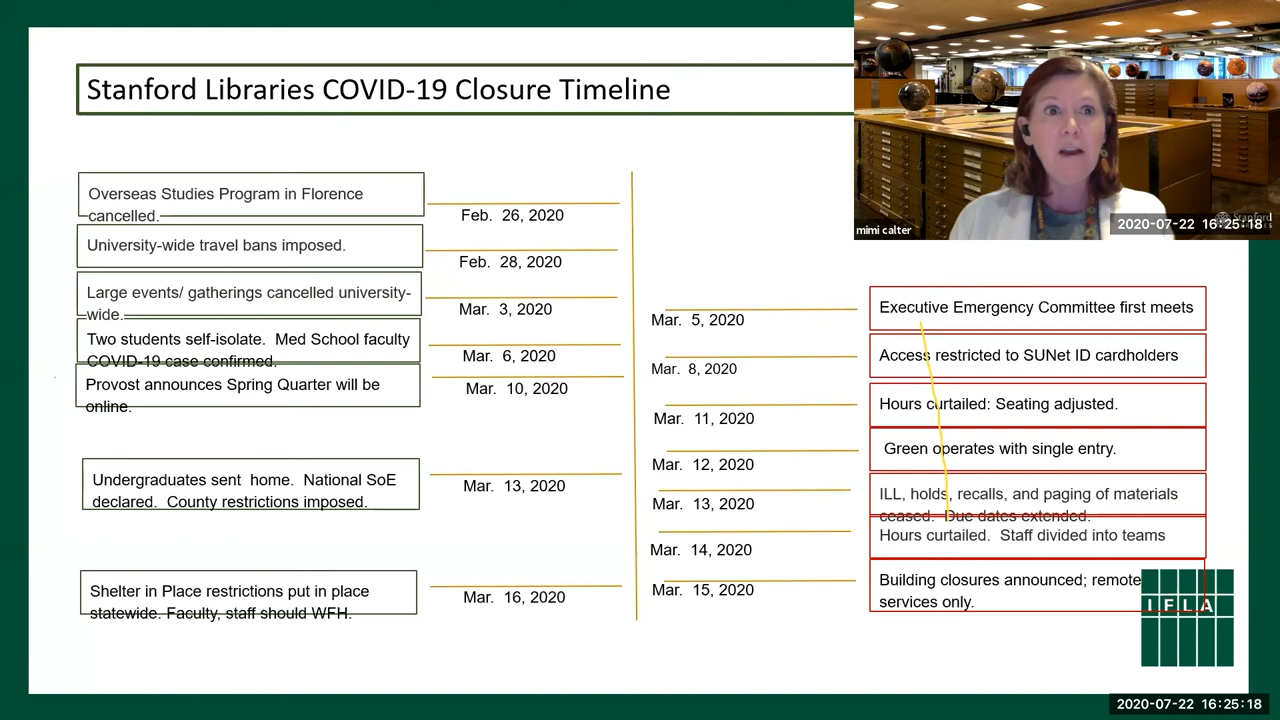 Stanford Libraries COVID-19 Closure Timeline
Overseas Studies Program in Florence
cancelled.
Feb. 26, 2020
University-wide travel bans imposed.
Feb. 28, 2020
Large events/ gatherings cancelled university-
wide.
Mar. 3, 2020
Two students self-isolate. Med School faculty
COVID-19 case confirmed.
Mar. 6, 2020
Provost announces Spring Quarter will be
online.
Mar. 10, 2020
Undergraduates sent home. National SoE
declared. County restrictions imposed.
Mar. 13, 2020
Shelter in Place restrictions put in place
statewide. Faculty, staff should WFH.
Mar. 16, 2020
Mar. 5, 2020
Executive Emergency Committee first meets
Mar. 8, 2020
Access restricted to SUNet ID cardholders
Mar. 11, 2020
Hours curtailed: Seating adjusted.
Mar. 12, 2020
Green operates with single entry.
Mar. 13, 2020
ILL, holds, recalls, and paging of materials
ceased. Due dates extended.
Mar. 14, 2020
Hours curtailed. Staff divided into teams
Mar. 15, 2020
Building closures announced; remote
services only.
IFLA
mimi calter
Stanford
2020-07-22 16:25:18
2020-07-22 16:25:18